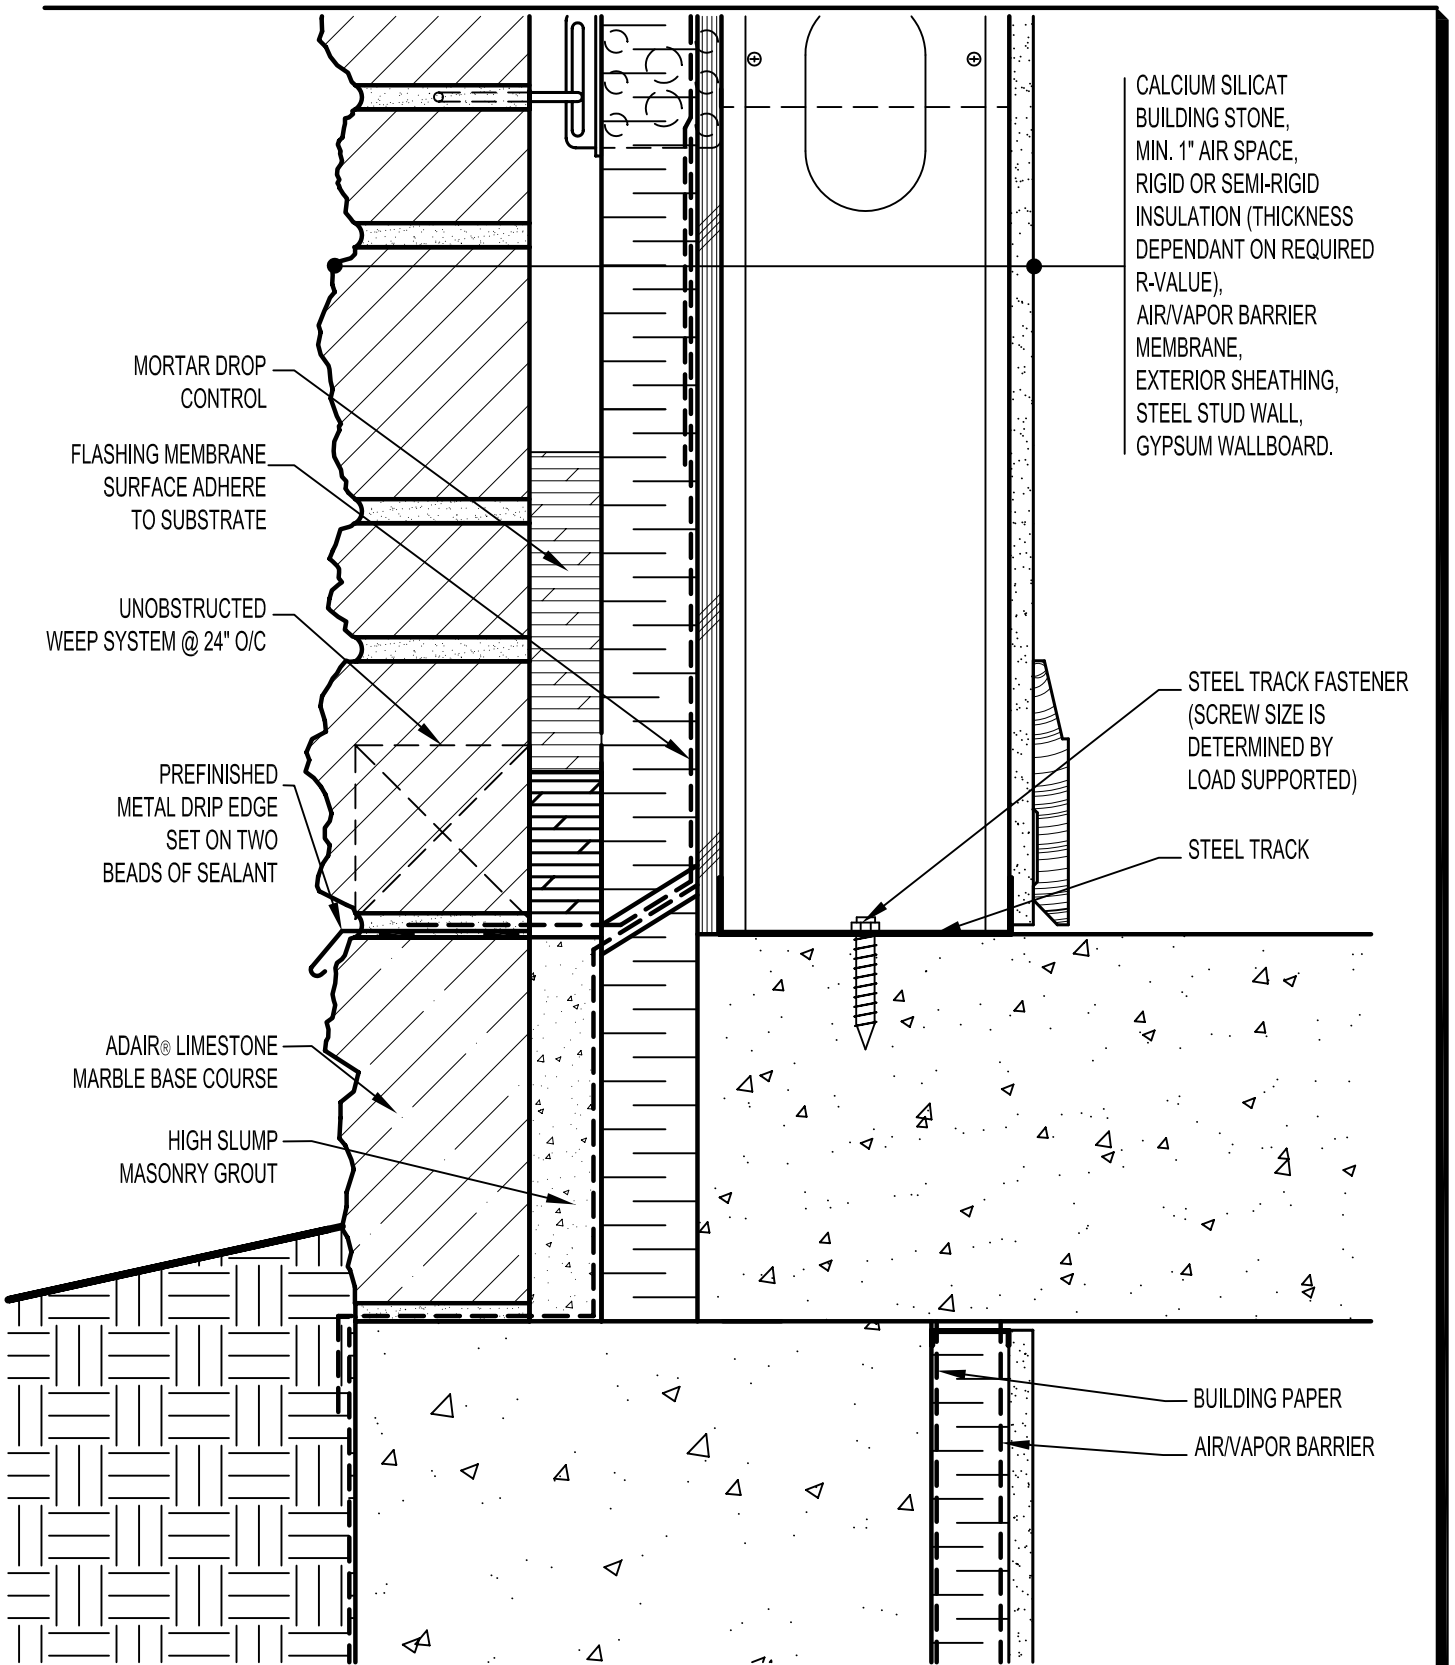 CALCIUM SILICAT
BUILDING STONE,
MIN. 1" AIR SPACE,
RIGID OR SEMI-RIGID
INSULATION (THICKNESS
DEPENDANT ON REQUIRED
R-VALUE),
AIR/VAPOR BARRIER
MEMBRANE,
EXTERIOR SHEATHING,
STEEL STUD WALL,
GYPSUM WALLBOARD.
MORTAR DROP
CONTROL
FLASHING MEMBRANE
SURFACE ADHERE
TO SUBSTRATE
UNOBSTRUCTED
WEEP SYSTEM @ 24" O/C
PREFINISHED
METAL DRIP EDGE
SET ON TWO
BEADS OF SEALANT
STEEL TRACK FASTENER
(SCREW SIZE IS
DETERMINED BY
LOAD SUPPORTED)
STEEL TRACK
ADAIR® LIMESTONE
MARBLE BASE COURSE
HIGH SLUMP
MASONRY GROUT
BUILDING PAPER
AIR/VAPOR BARRIER